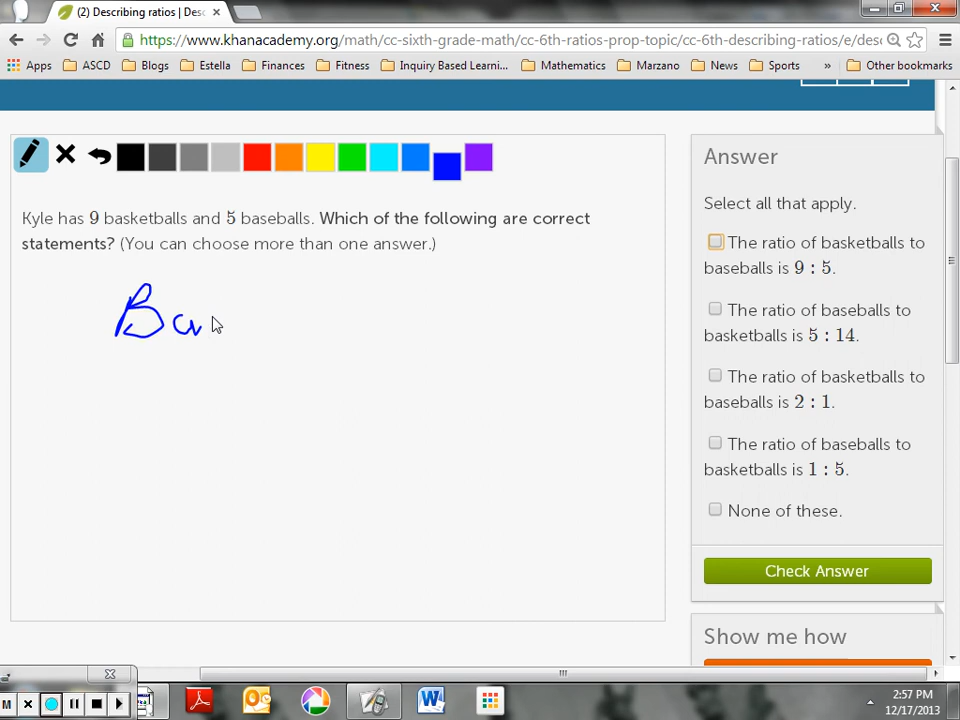 (2) Describing ratios | Des
https://www.khanacademy.org/math/cc-sixth-grade-math/cc-6th-ratios-prop-topic/cc-6th-describing-ratios/e/desc
Apps ASCD Blogs Estella Finances Fitness Inquiry Based Learni... Mathematics Marzano News Sports » Other bookmarks
Kyle has 9 basketballs and 5 baseballs. Which of the following are correct
statements? (You can choose more than one answer.)
Ba
Answer
Select all that apply.
The ratio of basketballs to
baseballs is 9 : 5.
The ratio of baseballs to
basketballs is 5 : 14.
The ratio of basketballs to
baseballs is 2 : 1.
The ratio of baseballs to
basketballs is 1 : 5.
None of these.
Check Answer
Show me how
M
2:57 PM
12/17/2013